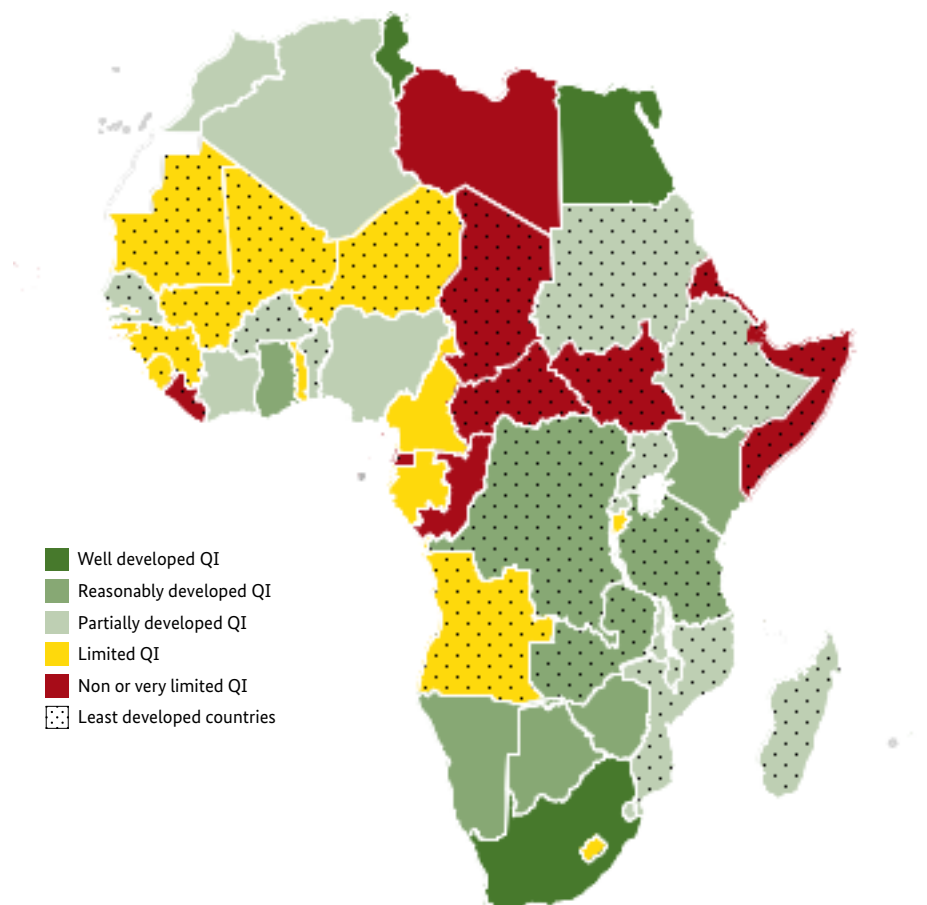 Well developed QI
Reasonably developed QI
Partially developed QI
Limited QI
Non or very limited QI
Least developed countries